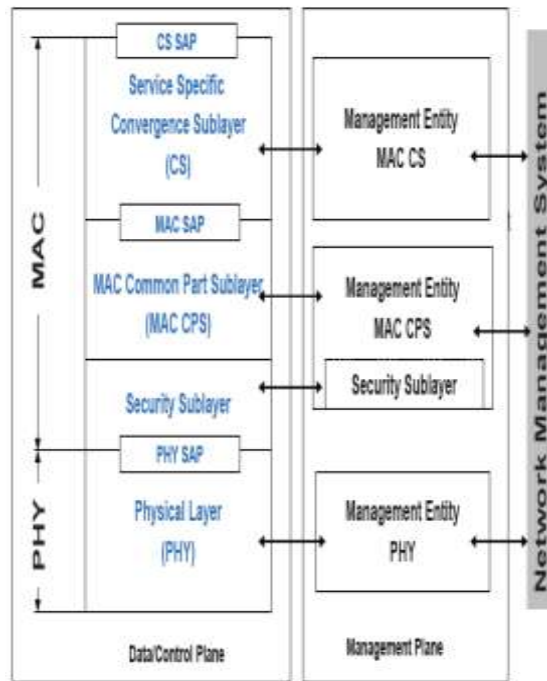 CS SAP
Service Specific
Convergence Sublayer
(CS)
MAC SAP
MAC Common Part Sublayer
(MAC CPS)
Security Sublayer
PHY SAP
Physical Layer
(PHY)
Data/Control Plane
MAC
PHY
Management Entity
MAC CS
Management Entity
MAC CPS
Security Sublayer
Management Entity
PHY
Management Plane
Network Management System